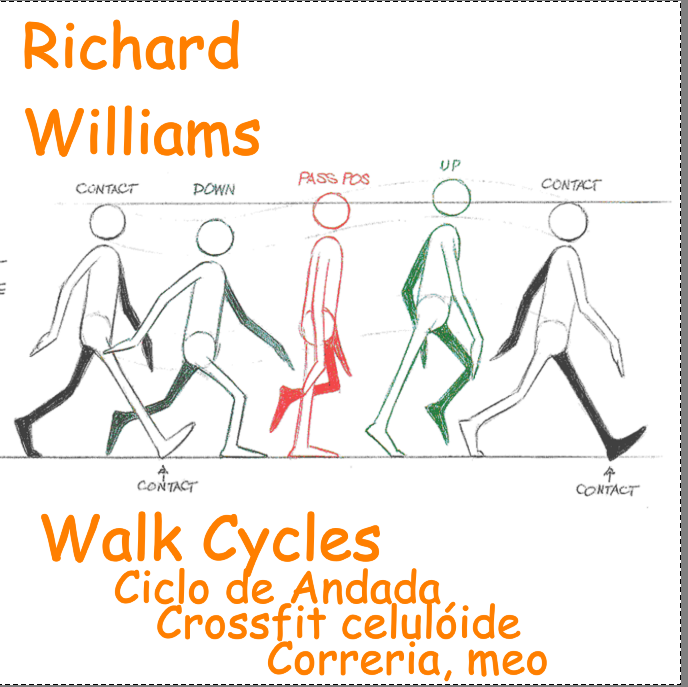 Richard
Williams
CONTACT DOWN PASS POS UP CONTACT
CONTACT CONTACT
Walk Cycles
Ciclo de Andada
Crossfit celulóide
Correria, meo